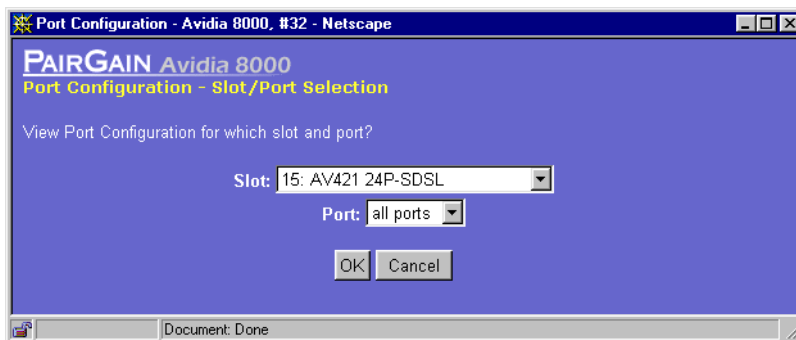 Port Configuration - Avidia 8000, #32 - Netscape
PAIRGAIN Avidia 8000
Port Configuration - Slot/Port Selection
View Port Configuration for which slot and port?
Slot: 15: AV421 24P-SDSL
Port: all ports
OK Cancel
Document: Done